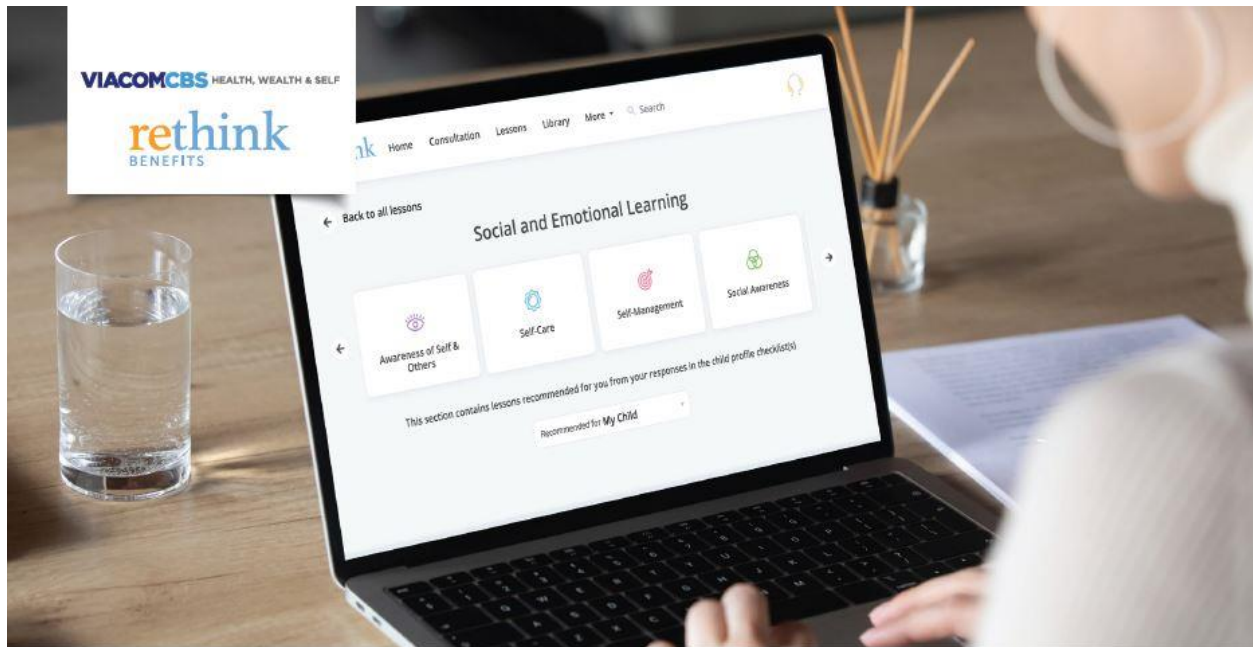 VIACOMCBS HEALTH, WEALTH & SELF
rethink
BENEFITS
nk Home Consultation Lessons Library More Search
Back to all lessons
Social and Emotional Learning
Awareness of Self &
Others
Self-Care
Self-Management
Social Awareness
This section contains lessons recommended for you from your responses in the child profile checklist(s)
Recommended for My Child